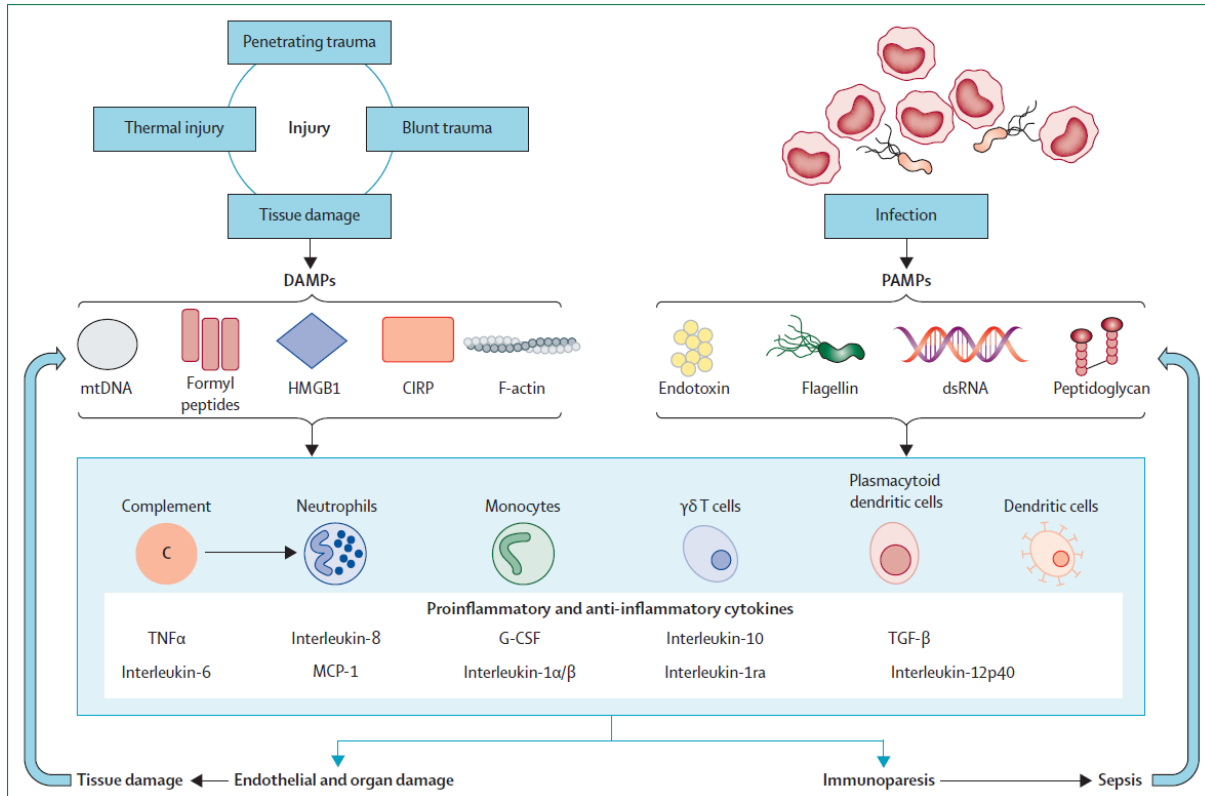 Penetrating trauma
Thermal injury
Injury
Blunt trauma
Tissue damage
Infection
DAMPs
PAMPs
mtDNA
Formyl
peptides
HMGB1
CIRP
F-actin
Endotoxin
Flagellin
dsRNA
Peptidoglycan
Complement
Neutrophils
Monocytes
γδ T cells
Plasmacytoid
dendritic cells
Dendritic cells
C
Proinflammatory and anti-inflammatory cytokines
TNFα
Interleukin-8
G-CSF
Interleukin-10
TGF-β
Interleukin-6
MCP-1
Interleukin-1α/β
Interleukin-1ra
Interleukin-12p40
Tissue damage
Endothelial and organ damage
Immunoparesis
Sepsis